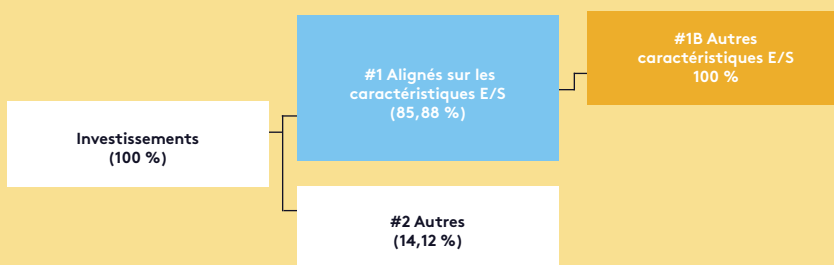 Investissements
(100 %)
#1 Alignés sur les
caractéristiques E/S
(85,88 %)
#2 Autres
(14,12 %)
#1B Autres
caractéristiques E/S
100 %